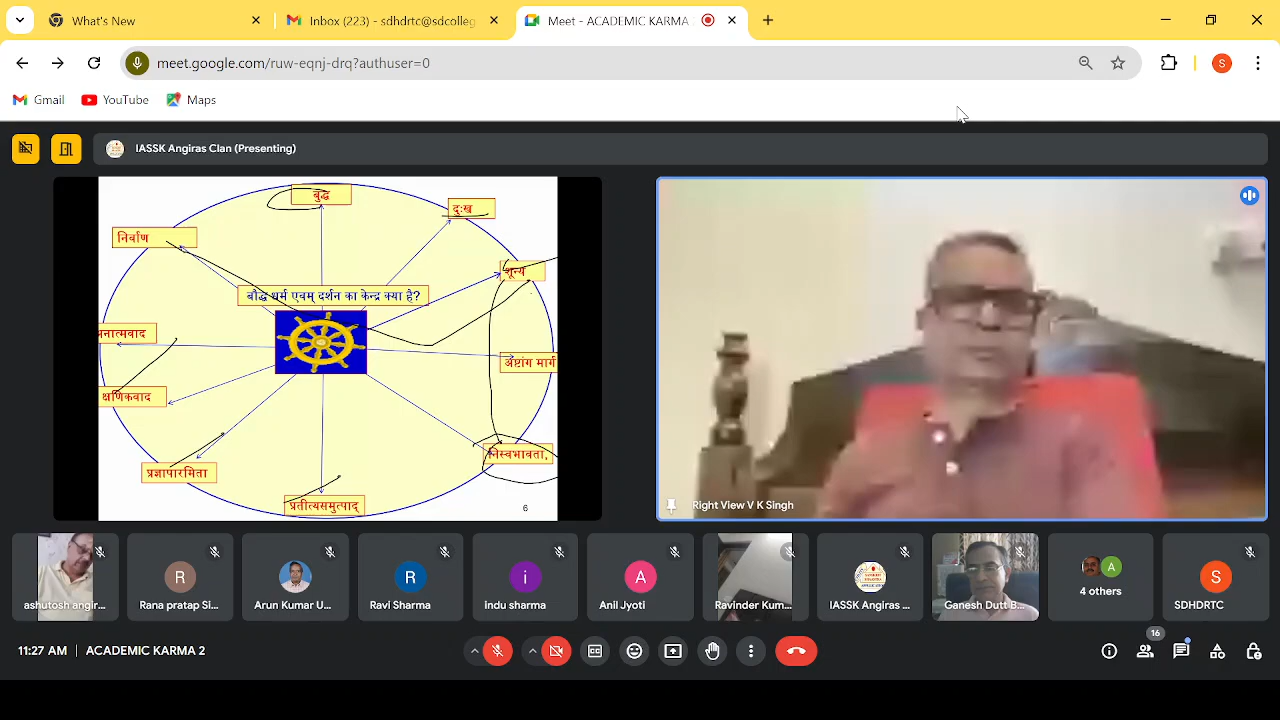 What's New
Inbox (223) - sdhdrtc@sdcolleg
Meet - ACADEMIC KARMA
meet.google.com/ruw-eqnj-drq?authuser=0
S
Gmail
YouTube
Maps
IASSK Angiras Clan (Presenting)
बुद्ध
दुःख
निर्वाण
शून्य
बौद्ध धर्म एवम् दर्शन का केन्द्र क्या है?
अनात्मवाद
अष्टांग मार्ग
क्षणिकवाद
निस्वभावता,
प्रज्ञापारमिता
प्रतीत्यसमुत्पाद्
6
Right View V K Singh
ashutosh angir...
R
Rana pratap Si...
Arun Kumar U...
R
Ravi Sharma
i
indu sharma
A
Anil Jyoti
Ravinder Kum...
IASSK Angiras ...
Ganesh Dutt B...
A
4 others
S
SDHDRTC
11:27 AM
ACADEMIC KARMA 2
16